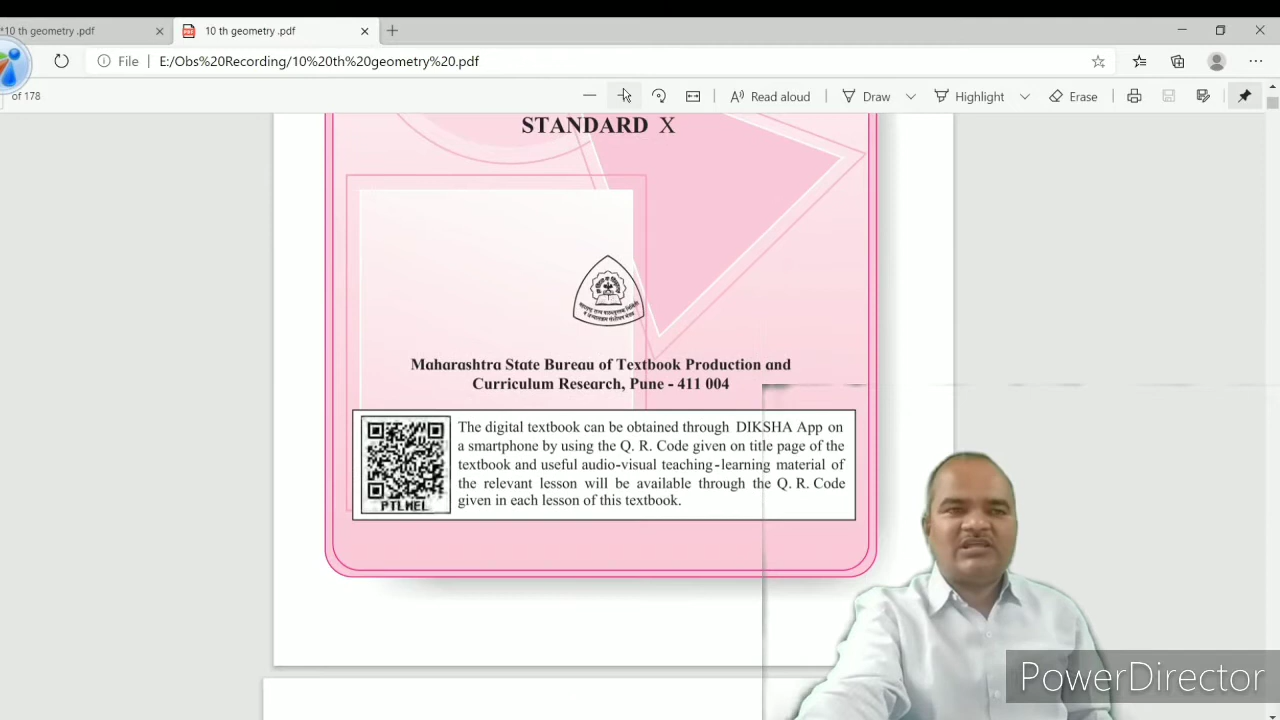 *10 th geometry .pdf
10 th geometry .pdf
File
E:/Obs%20Recording/10%20th%20geometry%20.pdf
of 178
Read aloud
Draw
Highlight
Erase
STANDARD X
Maharashtra State Bureau of Textbook Production and
Curriculum Research, Pune - 411 004
The digital textbook can be obtained through DIKSHA App on
a smartphone by using the Q. R. Code given on title page of the
textbook and useful audio-visual teaching-learning material of
the relevant lesson will be available through the Q. R. Code
given in each lesson of this textbook.
PTLMEL
PowerDirector